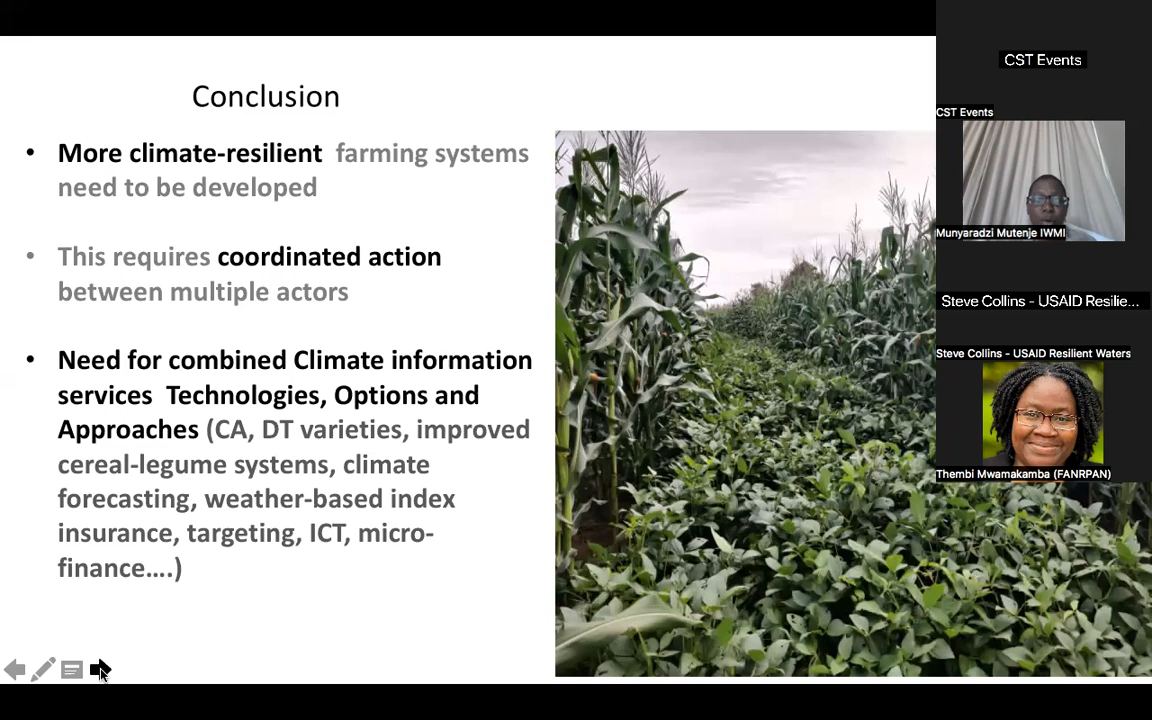 Conclusion
• More climate-resilient farming systems
need to be developed
• This requires coordinated action
between multiple actors
• Need for combined Climate information
services Technologies, Options and
Approaches (CA, DT varieties, improved
cereal-legume systems, climate
forecasting, weather-based index
insurance, targeting, ICT, micro-
finance....)
CST Events
CST Events
Munyaradzi Mutenje IWMI
Steve Collins - USAID Resilie...
Steve Collins - USAID Resilient Waters
Thembi Mwamakamba (FANRPAN)